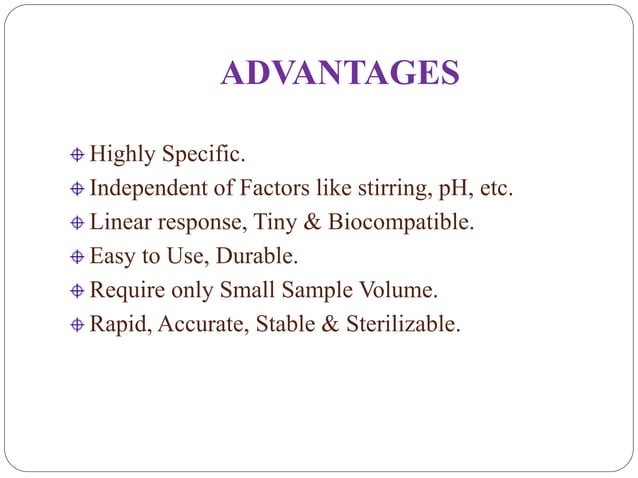 ADVANTAGES
Highly Specific.
Independent of Factors like stirring, pH, etc.
Linear response, Tiny & Biocompatible.
Easy to Use, Durable.
Require only Small Sample Volume.
Rapid, Accurate, Stable & Sterilizable.